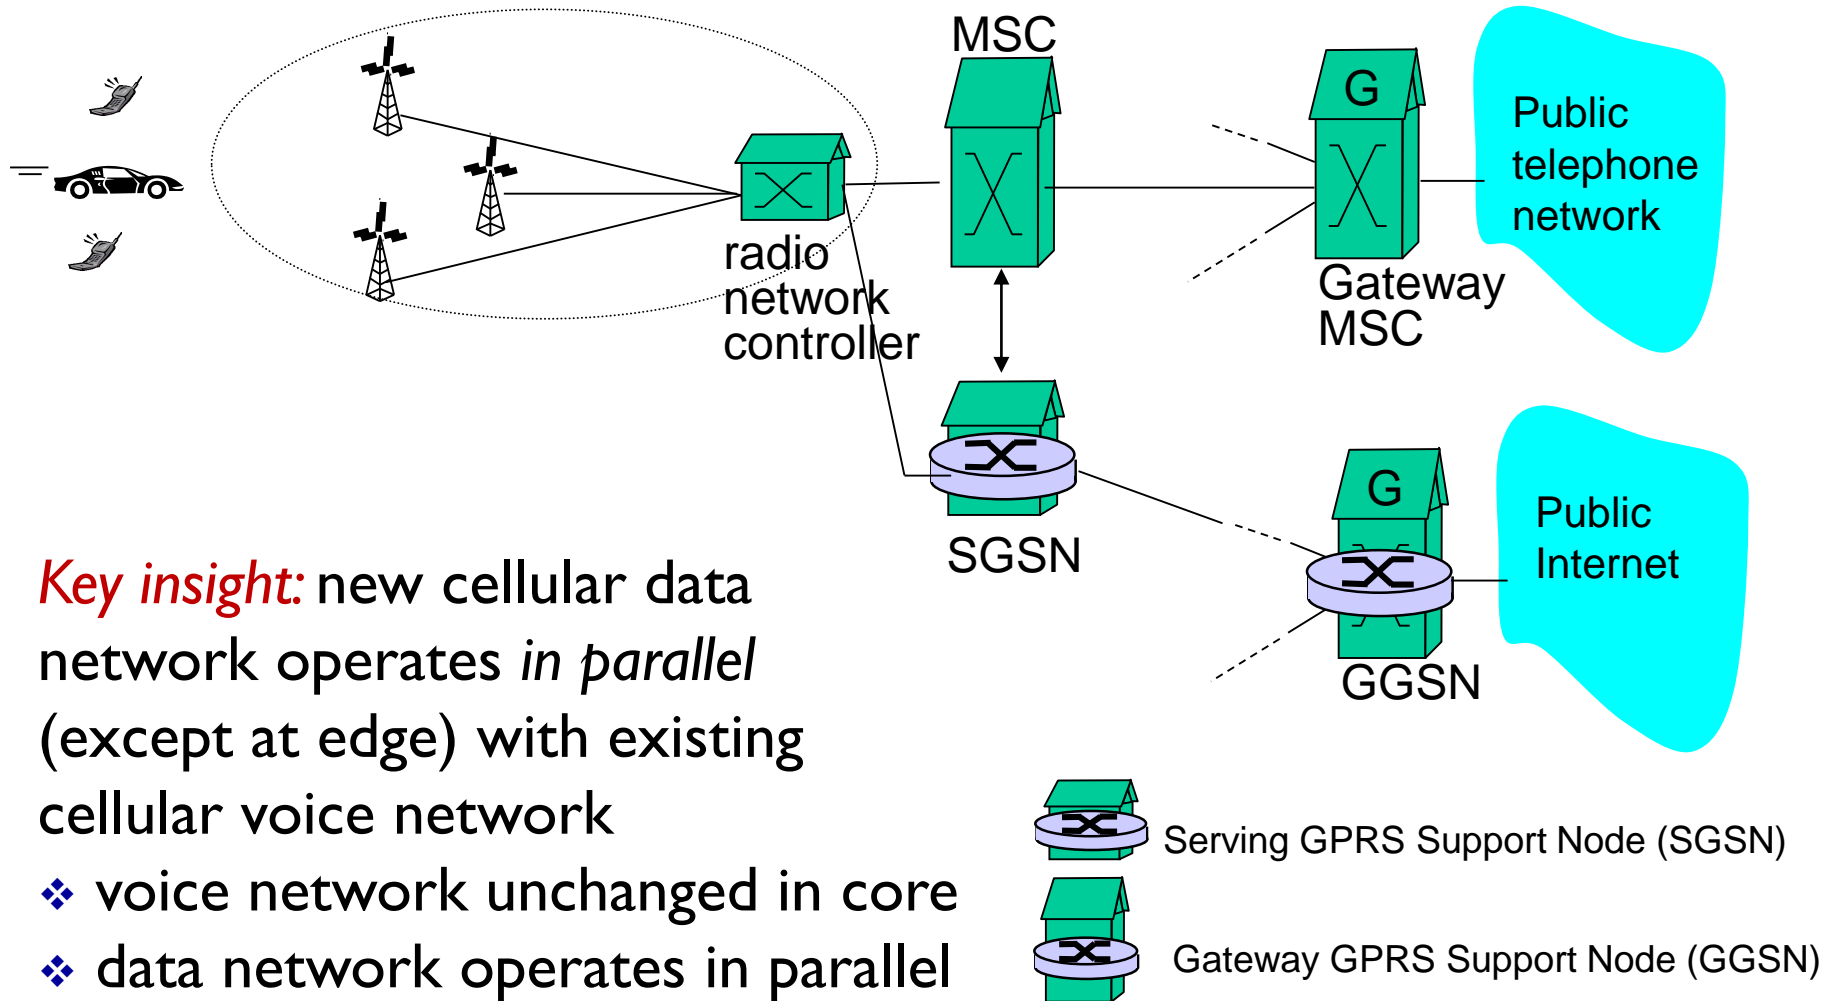 MSC
G
Public
telephone
network
radio
network
controller
Gateway
MSC
SGSN
G
Public
Internet
GGSN
Key insight: new cellular data
network operates in parallel
(except at edge) with existing
cellular voice network
❖ voice network unchanged in core
❖ data network operates in parallel
Serving GPRS Support Node (SGSN)
Gateway GPRS Support Node (GGSN)